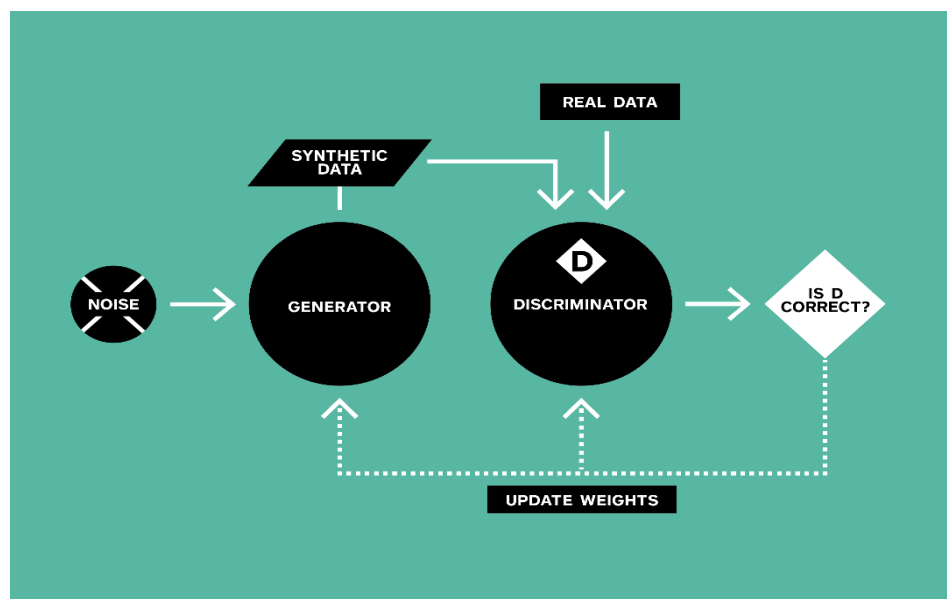 REAL DATA
SYNTHETIC
DATA
NOISE
GENERATOR
D
DISCRIMINATOR
IS D
CORRECT?
UPDATE WEIGHTS